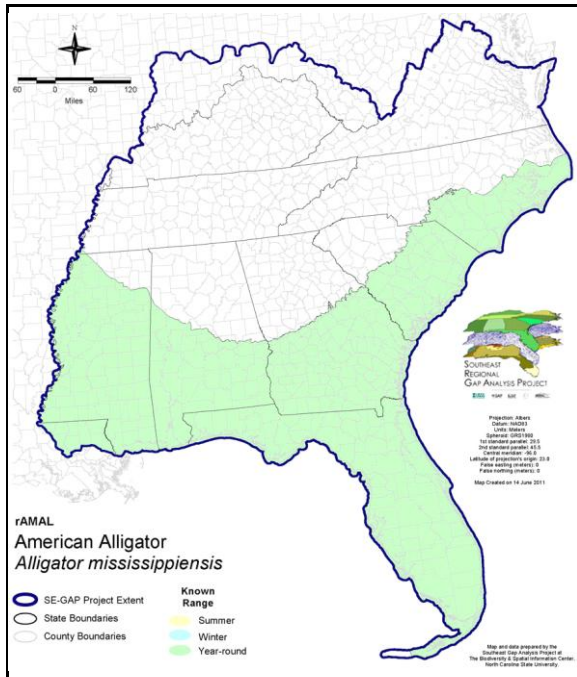 N
60 0 60 120
Miles
SOUTHEAST
REGIONAL
GAP ANALYSIS PROJECT
Projection: Albers
Datum: NAD83
Units: Meters
Spheroid: GRS1980
1st standard parallel: 29.5
2nd standard parallel: 45.5
Central meridian: -96.0
Latitude of projection's origin: 23.0
False easting (meters): 0
False northing (meters): 0
Map Created on 14 June 2011
rAMAL
American Alligator
Alligator mississippiensis
SE-GAP Project Extent
State Boundaries
County Boundaries
Known
Range
Summer
Winter
Year-round
Map and data prepared by the
Southeast Gap Analysis Project at
The Biodiversity & Spatial Information Center,
North Carolina State University.